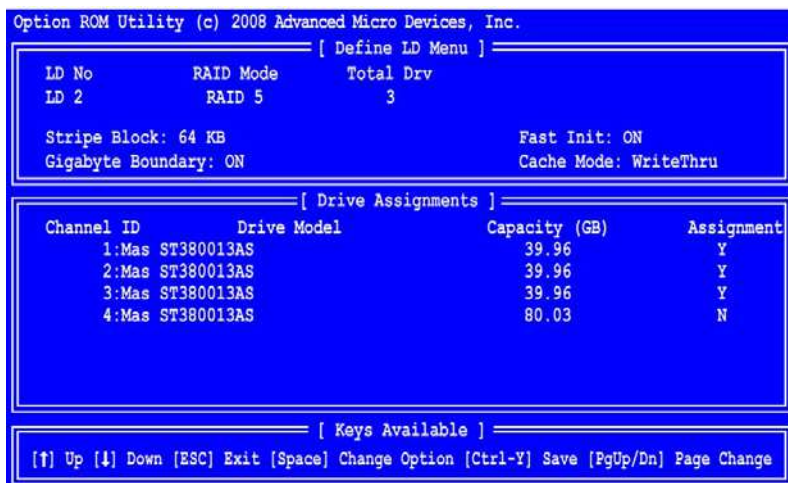 Option ROM Utility (c) 2008 Advanced Micro Devices, Inc.
[ Define LD Menu ]
LD No RAID Mode Total Drv
LD 2 RAID 5 3
Stripe Block: 64 KB Fast Init: ON
Gigabyte Boundary: ON Cache Mode: WriteThru
[ Drive Assignments ]
Channel ID Drive Model Capacity (GB) Assignment
1:Mas ST380013AS 39.96 Y
2:Mas ST380013AS 39.96 Y
3:Mas ST380013AS 39.96 Y
4:Mas ST380013AS 80.03 N
[ Keys Available ]
[↑] Up [↓] Down [ESC] Exit [Space] Change Option [Ctrl-Y] Save [PgUp/Dn] Page Change